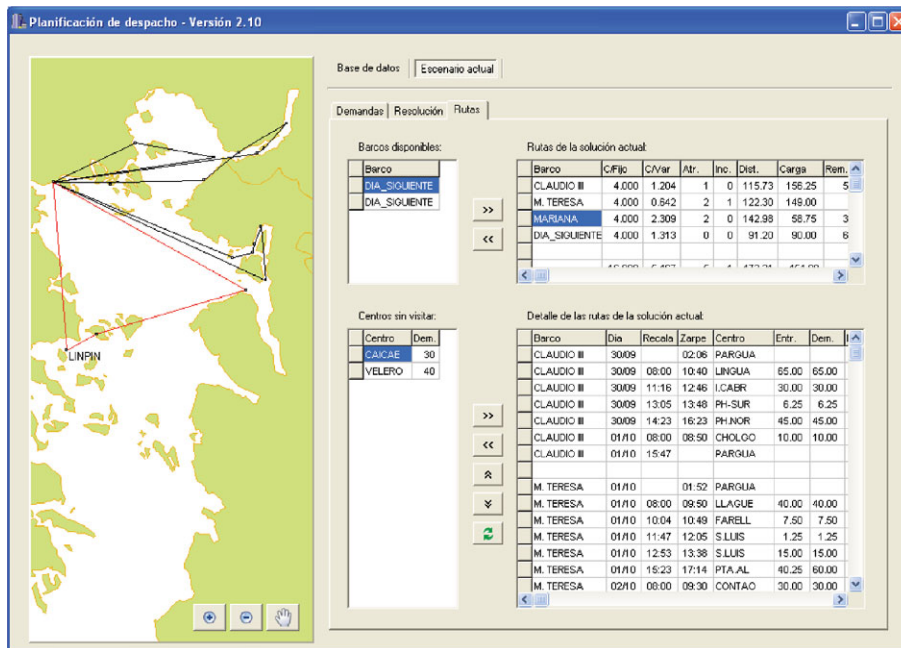 Planificación de despacho - Versión 2.10
Base de datos Escenario actual
Demandas Resolución Rutas
Barcos disponibles:
Barco
DIA_SIGUIENTE
DIA_SIGUIENTE
>>
<<
Rutas de la solución actual:
Barco C/Fijo C/Var Atr. Inc. Dist. Carga Rem.
CLAUDIO III 4.000 1.204 1 0 115.73 156.25 5
M. TERESA 4.000 0.642 2 1 122.30 149.00
MARIANA 4.000 2.309 2 0 142.98 58.75 3
DIA_SIGUIENTE 4.000 1.313 0 0 91.20 90.00 6
LINPIN
Centros sin visitar:
Centro Dem.
CAICAE 30
VELERO 40
>>
<<
Detalle de las rutas de la solución actual:
Barco Dia Recala Zarpe Centro Entr. Dem.
CLAUDIO III 30/09 02:06 PARGUA
CLAUDIO III 30/09 08:00 10:40 LINGUA 65.00 65.00
CLAUDIO III 30/09 11:16 12:46 I.CABR 30.00 30.00
CLAUDIO III 30/09 13:05 13:48 PH-SUR 6.25 6.25
CLAUDIO III 30/09 14:23 16:23 PH.NOR 45.00 45.00
CLAUDIO III 01/10 08:00 08:50 CHOLGO 10.00 10.00
CLAUDIO III 01/10 15:47 PARGUA
M. TERESA 01/10 01:52 PARGUA
M. TERESA 01/10 08:00 09:50 LLAGUE 40.00 40.00
M. TERESA 01/10 10:04 10:49 FARELL 7.50 7.50
M. TERESA 01/10 11:47 12:05 S.LUIS 1.25 1.25
M. TERESA 01/10 12:53 13:38 S.LUIS 15.00 15.00
M. TERESA 01/10 15:23 17:14 PTA.AL 40.25 60.00
M. TERESA 02/10 08:00 09:30 CONTAO 30.00 30.00